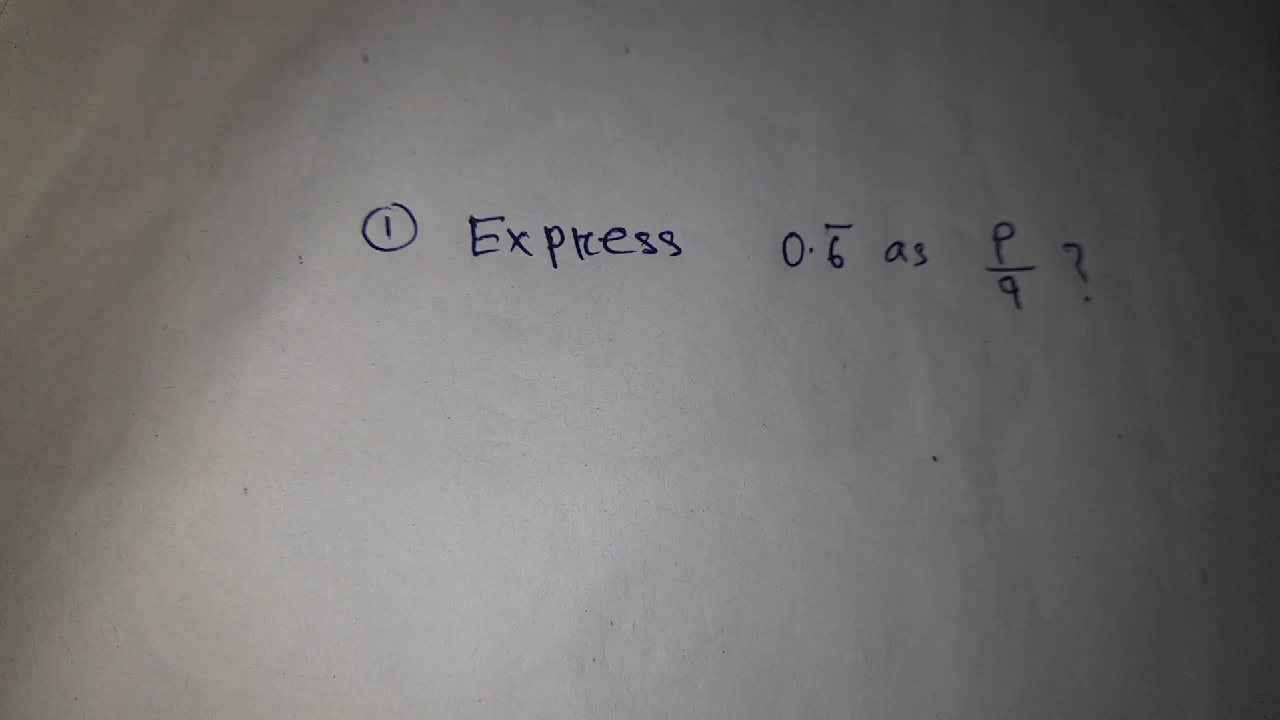 ① Express 0.6̅ as p/q ?